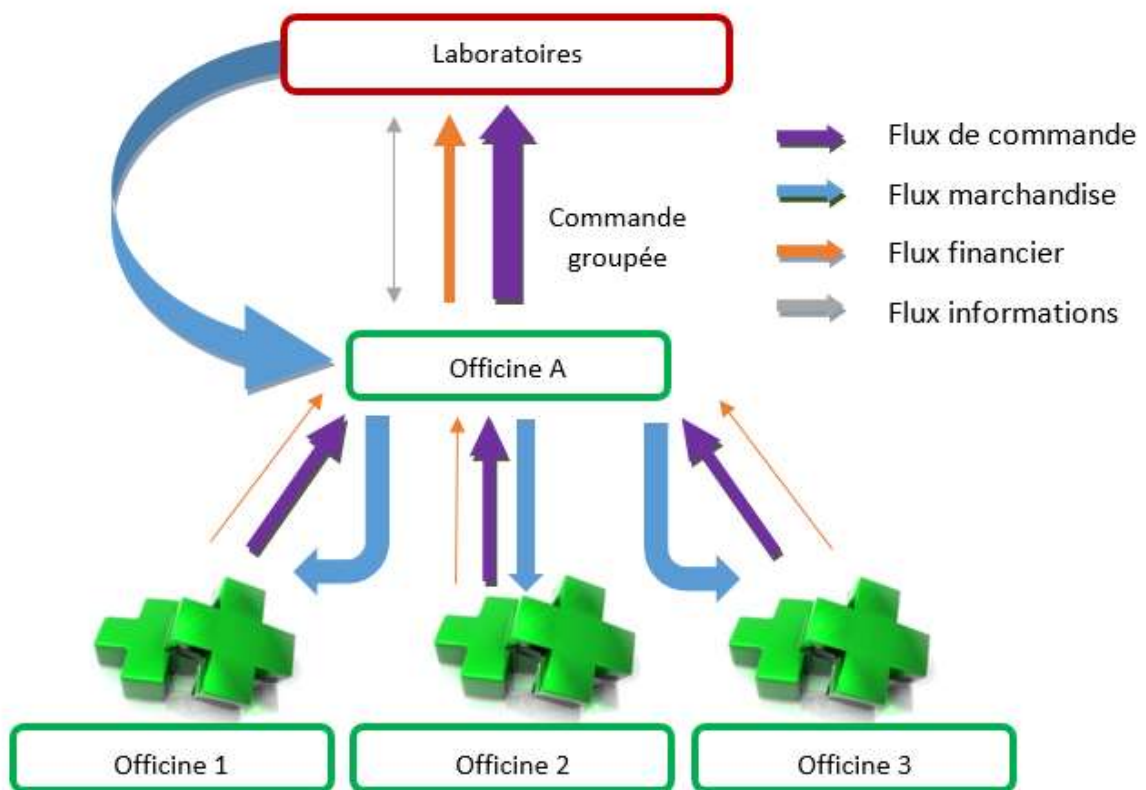 Laboratoires
Flux de commande
Flux marchandise
Flux financier
Flux informations
Commande
groupée
Officine A
Officine 1
Officine 2
Officine 3